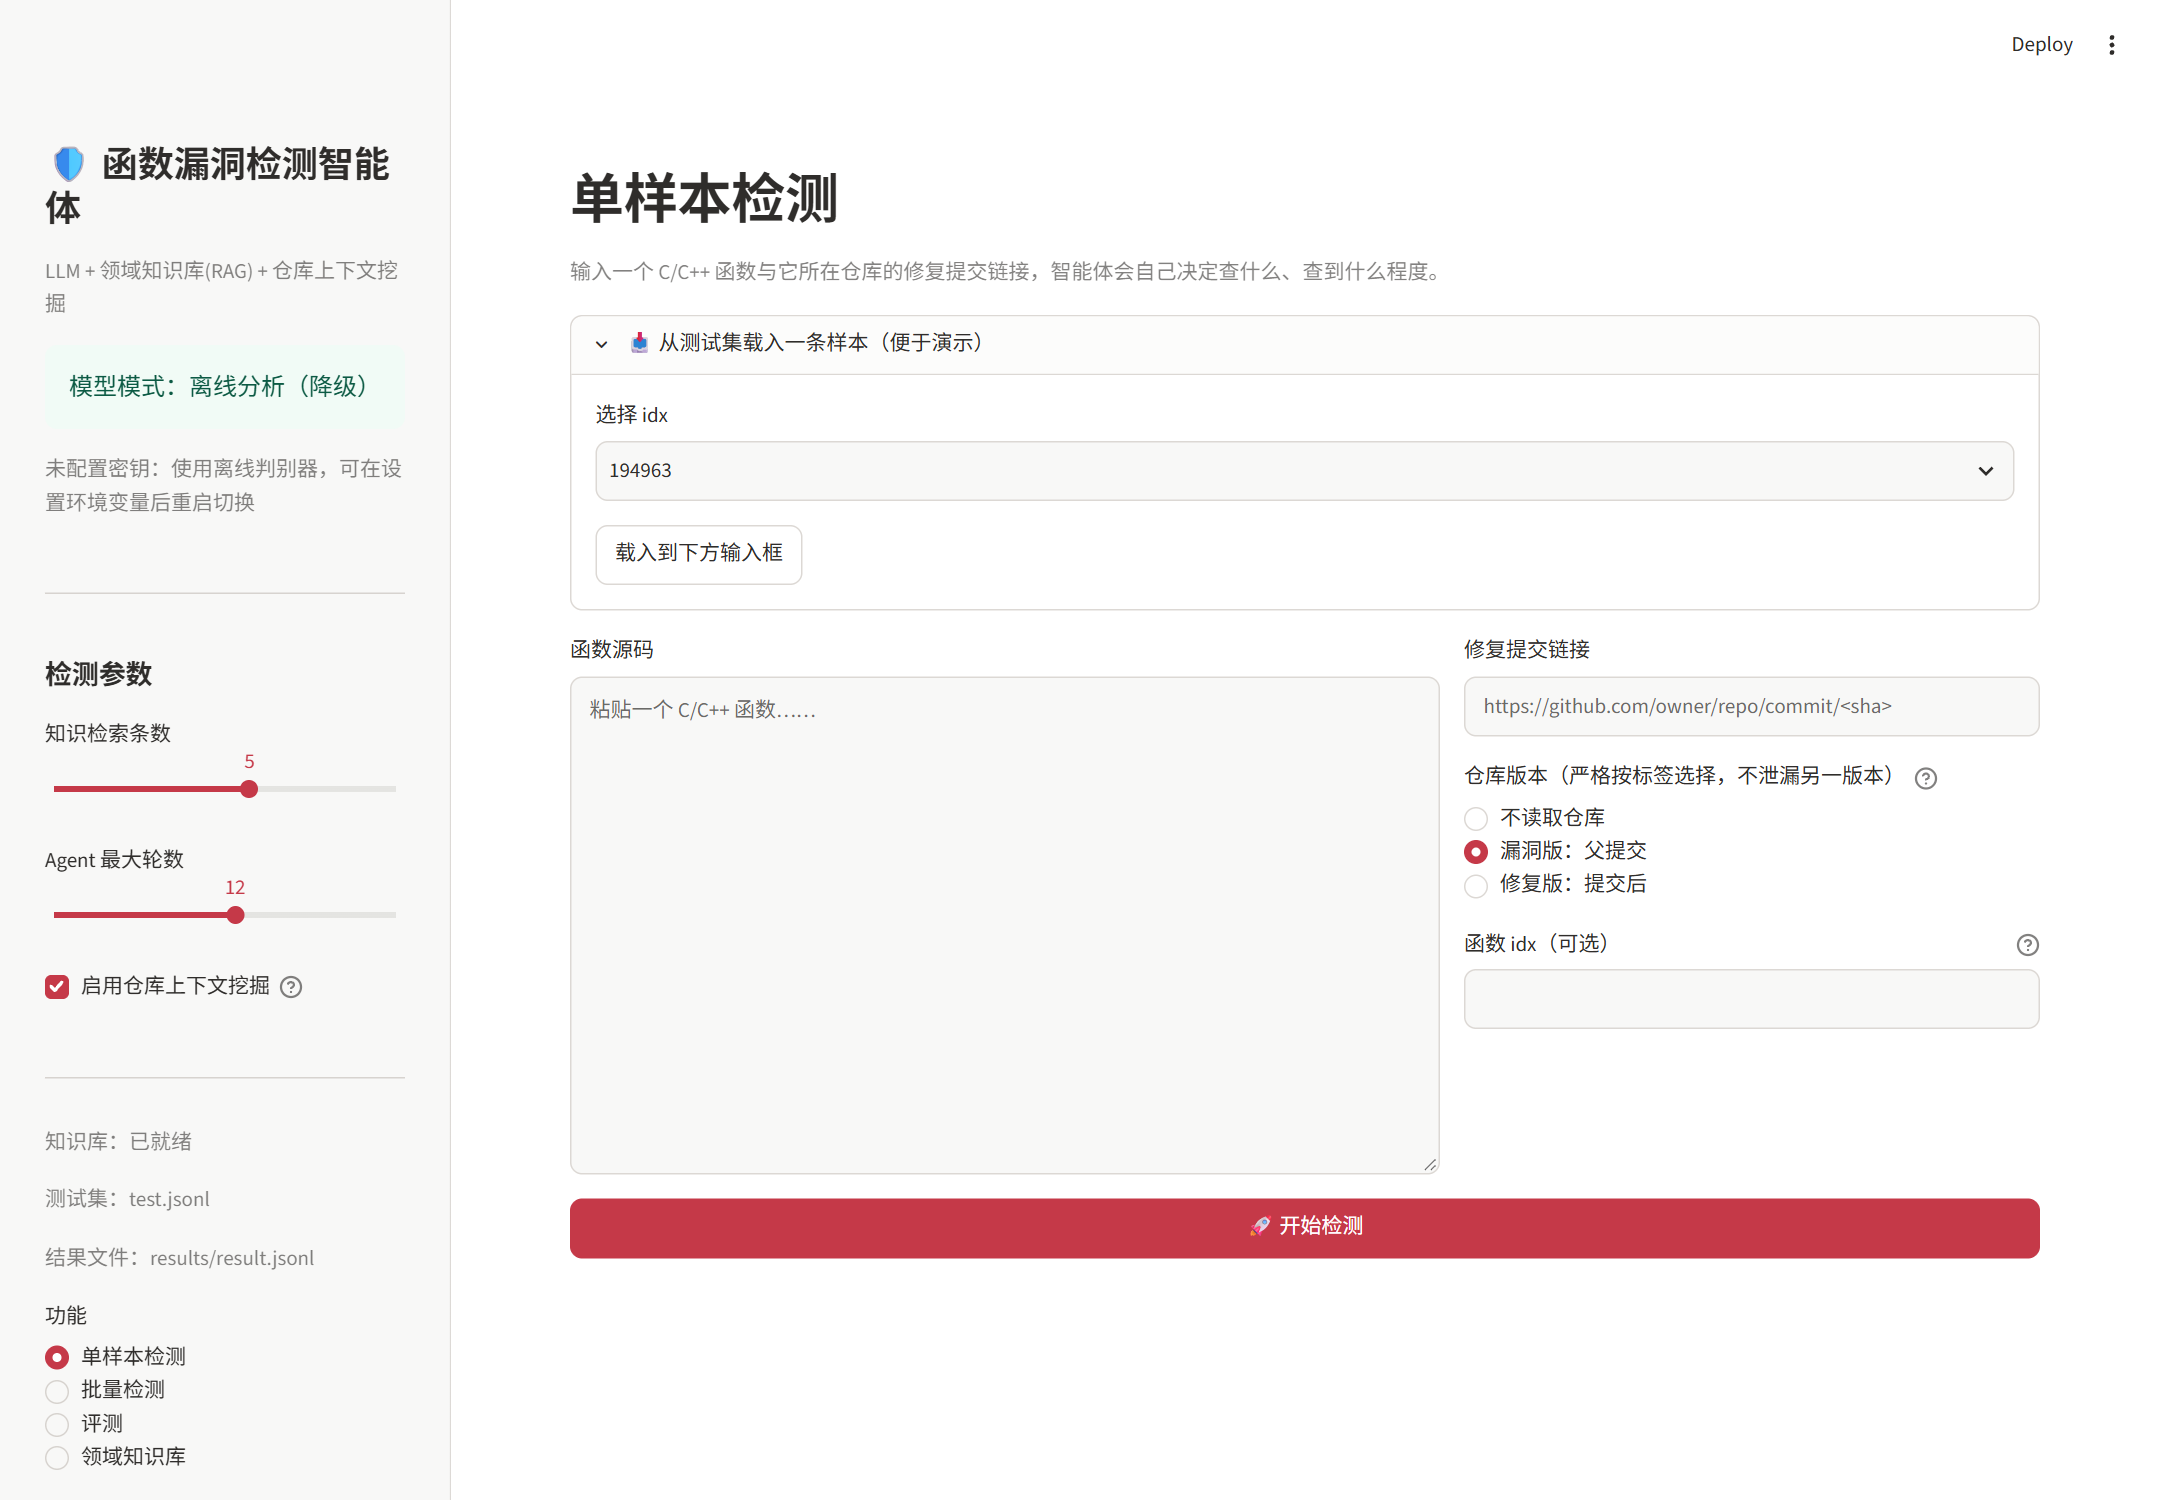 Deploy
函数漏洞检测智能
体
LLM + 领域知识库(RAG) + 仓库上下文挖
掘
模型模式：离线分析（降级）
未配置密钥：使用离线判别器，可在设
置环境变量后重启切换
检测参数
知识检索条数
5
Agent 最大轮数
12
启用仓库上下文挖掘
知识库：已就绪
测试集：test.jsonl
结果文件：results/result.jsonl
功能
单样本检测
批量检测
评测
领域知识库
单样本检测
输入一个 C/C++ 函数与它所在仓库的修复提交链接，智能体会自己决定查什么、查到什么程度。
从测试集载入一条样本（便于演示）
选择 idx
194963
载入到下方输入框
函数源码
粘贴一个 C/C++ 函数……
修复提交链接
https://github.com/owner/repo/commit/<sha>
仓库版本（严格按标签选择，不泄漏另一版本）
不读取仓库
漏洞版：父提交
修复版：提交后
函数 idx（可选）
开始检测